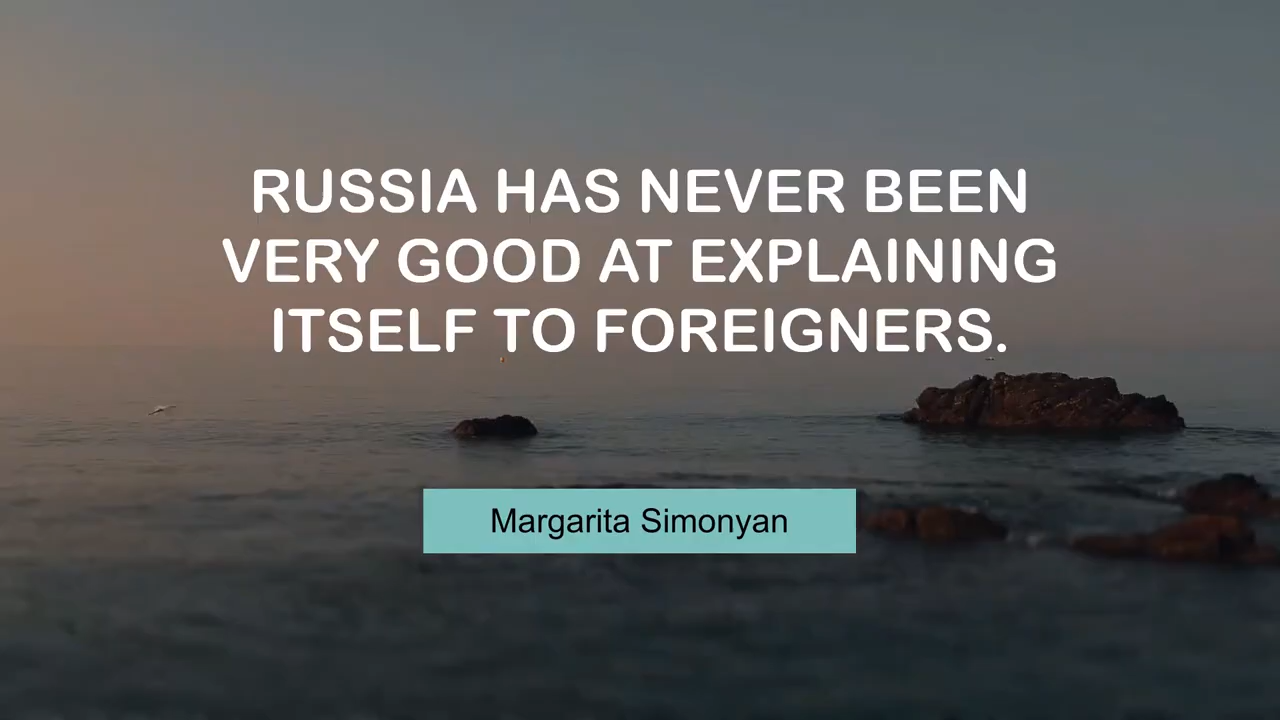 RUSSIA HAS NEVER BEEN
VERY GOOD AT EXPLAINING
ITSELF TO FOREIGNERS.
Margarita Simonyan